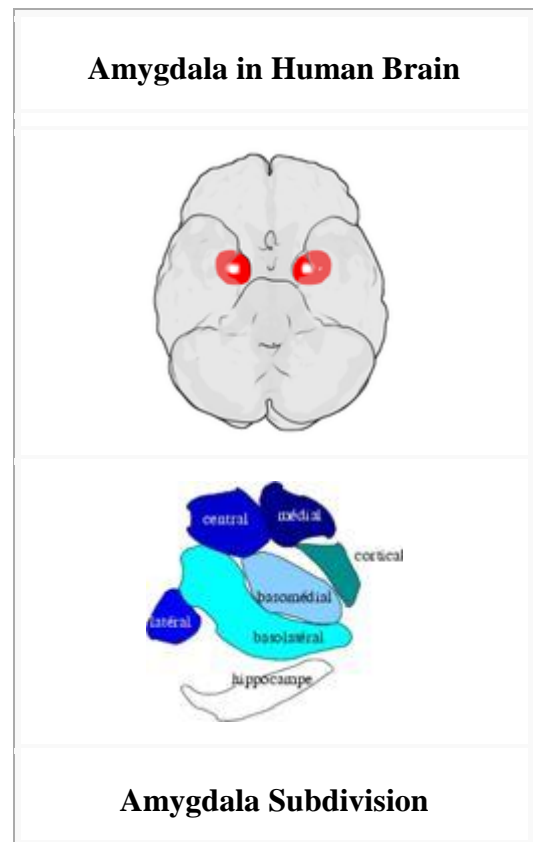 Amygdala in Human Brain
central
médial
cortical
basomédial
latéral
basolatéral
hippocampe
Amygdala Subdivision